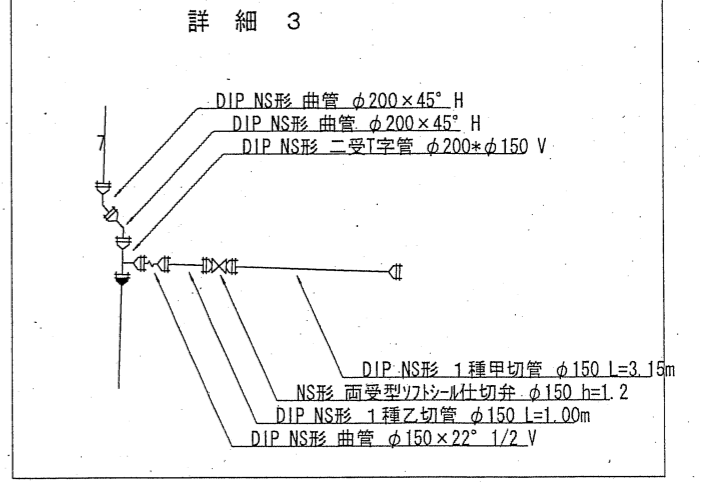 詳 細 3
DIP NS形 曲管 φ200×45° H
DIP NS形 曲管 φ200×45° H
DIP NS形 二受T字管 φ200*φ150 V
DIP NS形 1種甲切管 φ150 L=3.15m
NS形 両受型ソフトシール仕切弁 φ150 h=1.2
DIP NS形 1種乙切管 φ150 L=1.00m
DIP NS形 曲管 φ150×22° 1/2 V